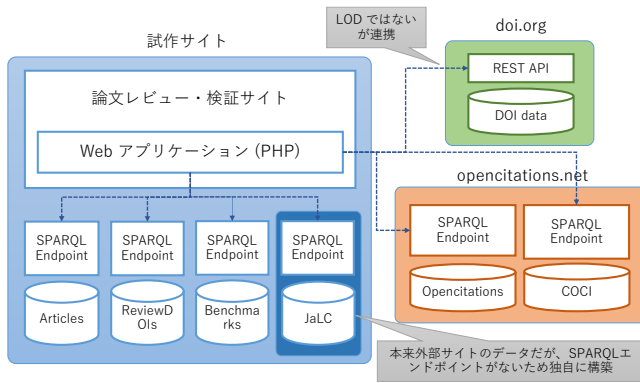 試作サイト
論文レビュー・検証サイト
Web アプリケーション (PHP)
SPARQL
Endpoint
Articles
SPARQL
Endpoint
ReviewD
OIs
SPARQL
Endpoint
Benchma
rks
SPARQL
Endpoint
JaLC
LOD ではない
が連携
doi.org
REST API
DOI data
opencitations.net
SPARQL
Endpoint
Opencitations
SPARQL
Endpoint
COCI
本来外部サイトのデータだが、SPARQLエ
ンドポイントがないため独自に構築